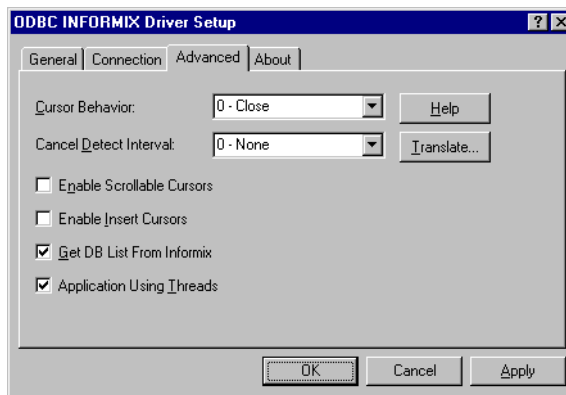 ODBC INFORMIX Driver Setup
General Connection Advanced About
Cursor Behavior: 0 - Close Help
Cancel Detect Interval: 0 - None Translate...
Enable Scrollable Cursors
Enable Insert Cursors
Get DB List From Informix
Application Using Threads
OK Cancel Apply